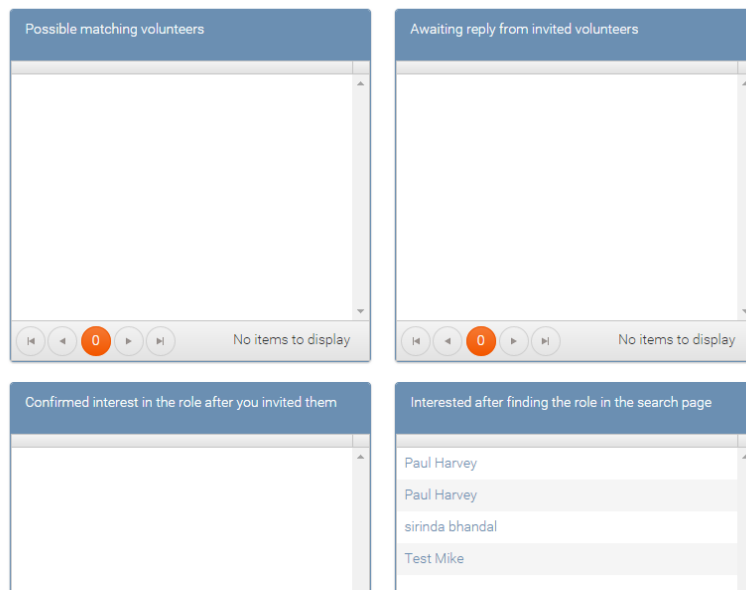 Possible matching volunteers
Awaiting reply from invited volunteers
0
No items to display
0
No items to display
Confirmed interest in the role after you invited them
Interested after finding the role in the search page
Paul Harvey
Paul Harvey
sirinda bhandal
Test Mike